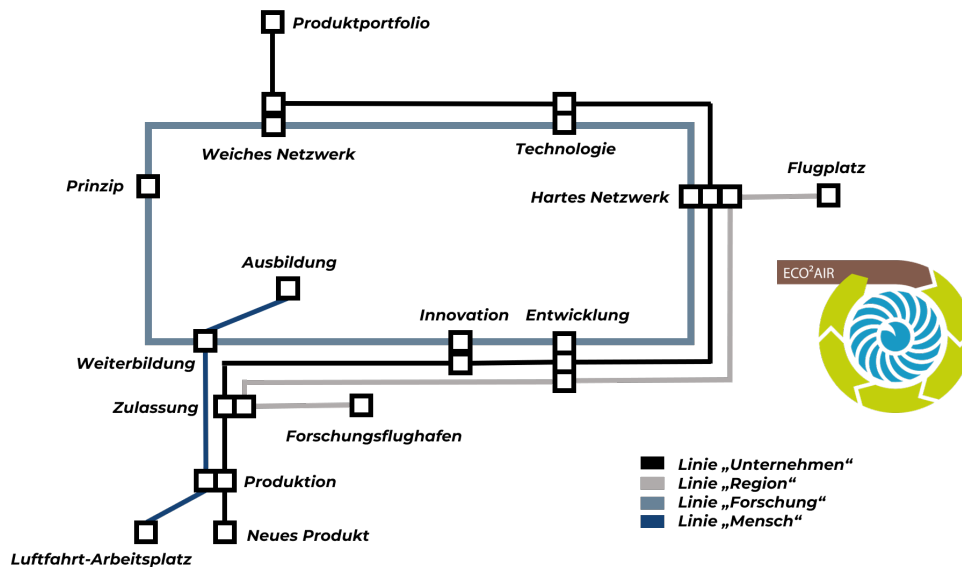 Produktportfolio
Weiches Netzwerk
Technologie
Prinzip
Hartes Netzwerk
Flugplatz
Ausbildung
ECO²AIR
Innovation
Entwicklung
Weiterbildung
Zulassung
Forschungsflughafen
Produktion
Neues Produkt
Luftfahrt-Arbeitsplatz
Linie „Unternehmen“
Linie „Region“
Linie „Forschung“
Linie „Mensch“